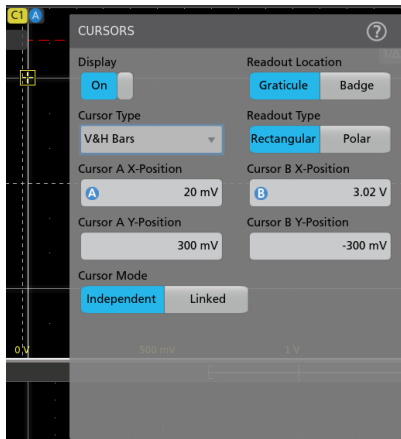 C1 A
CURSORS ?
Display Readout Location
On Graticule Badge
Cursor Type Readout Type
V&H Bars Rectangular Polar
Cursor A X-Position Cursor B X-Position
A 20 mV B 3.02 V
Cursor A Y-Position Cursor B Y-Position
300 mV -300 mV
Cursor Mode
Independent Linked
0 V 500 mV 1 V